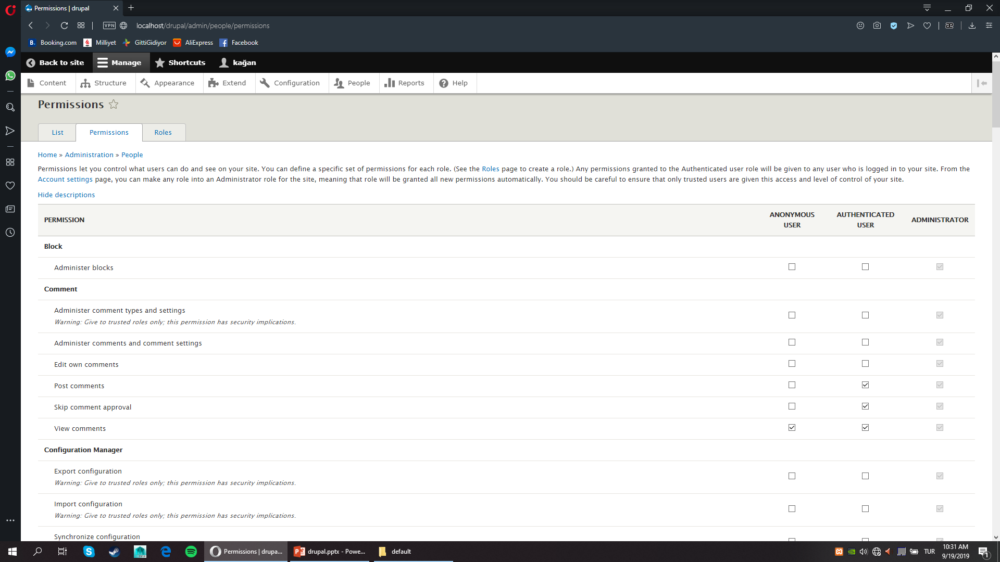 Permissions | drupal
VPN
localhost/drupal/admin/people/permissions
B. Booking.com Milliyet GittiGidiyor AliExpress Facebook
Back to site Manage Shortcuts kağan
Content Structure Appearance Extend Configuration People Reports Help
Permissions
List Permissions Roles
Home » Administration » People
Permissions let you control what users can do and see on your site. You can define a specific set of permissions for each role. (See the Roles page to create a role.) Any permissions granted to the Authenticated user role will be given to any user who is logged in to your site. From the
Account settings page, you can make any role into an Administrator role for the site, meaning that role will be granted all new permissions automatically. You should be careful to ensure that only trusted users are given this access and level of control of your site.
Hide descriptions
PERMISSION ANONYMOUS USER AUTHENTICATED USER ADMINISTRATOR
Block
Administer blocks
Comment
Administer comment types and settings
Warning: Give to trusted roles only; this permission has security implications.
Administer comments and comment settings
Edit own comments
Post comments
Skip comment approval
View comments
Configuration Manager
Export configuration
Warning: Give to trusted roles only; this permission has security implications.
Import configuration
Warning: Give to trusted roles only; this permission has security implications.
Synchronize configuration
Permissions | drupa... drupal.pptx - Powe... default
TUR
10:31 AM
9/19/2019
1